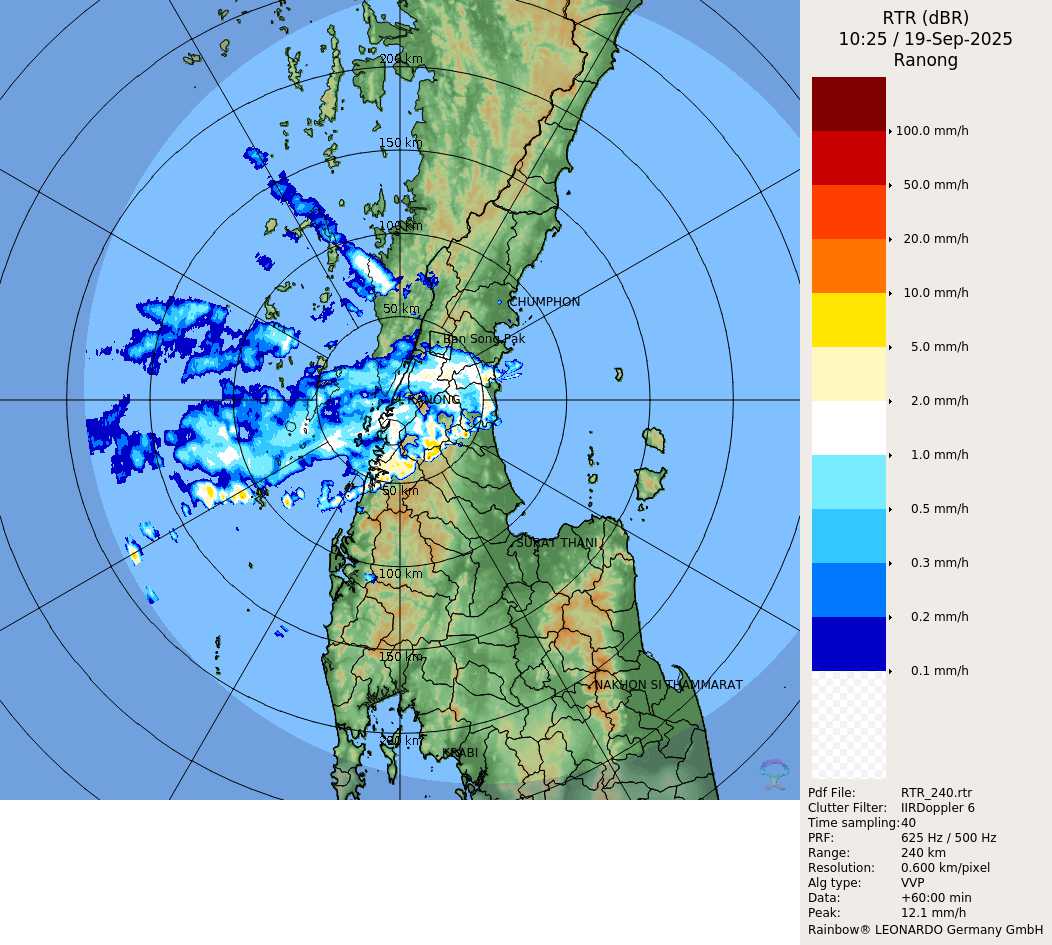 RTR (dBR)
10:25 / 19-Sep-2025
Ranong
100.0 mm/h
50.0 mm/h
20.0 mm/h
10.0 mm/h
5.0 mm/h
2.0 mm/h
1.0 mm/h
0.5 mm/h
0.3 mm/h
0.2 mm/h
0.1 mm/h
Pdf File: RTR_240.rtr
Clutter Filter: IIRDoppler 6
Time sampling: 40
PRF: 625 Hz / 500 Hz
Range: 240 km
Resolution: 0.600 km/pixel
Alg type: VVP
Data: +60:00 min
Peak: 12.1 mm/h
Rainbow® LEONARDO Germany GmbH
200 km
150 km
100 km
50 km
CHUMPHON
Ban Song Pak
RANONG
50 km
SURAT THANI
100 km
150 km
NAKHON SI THAMMARAT
200 km
KRABI